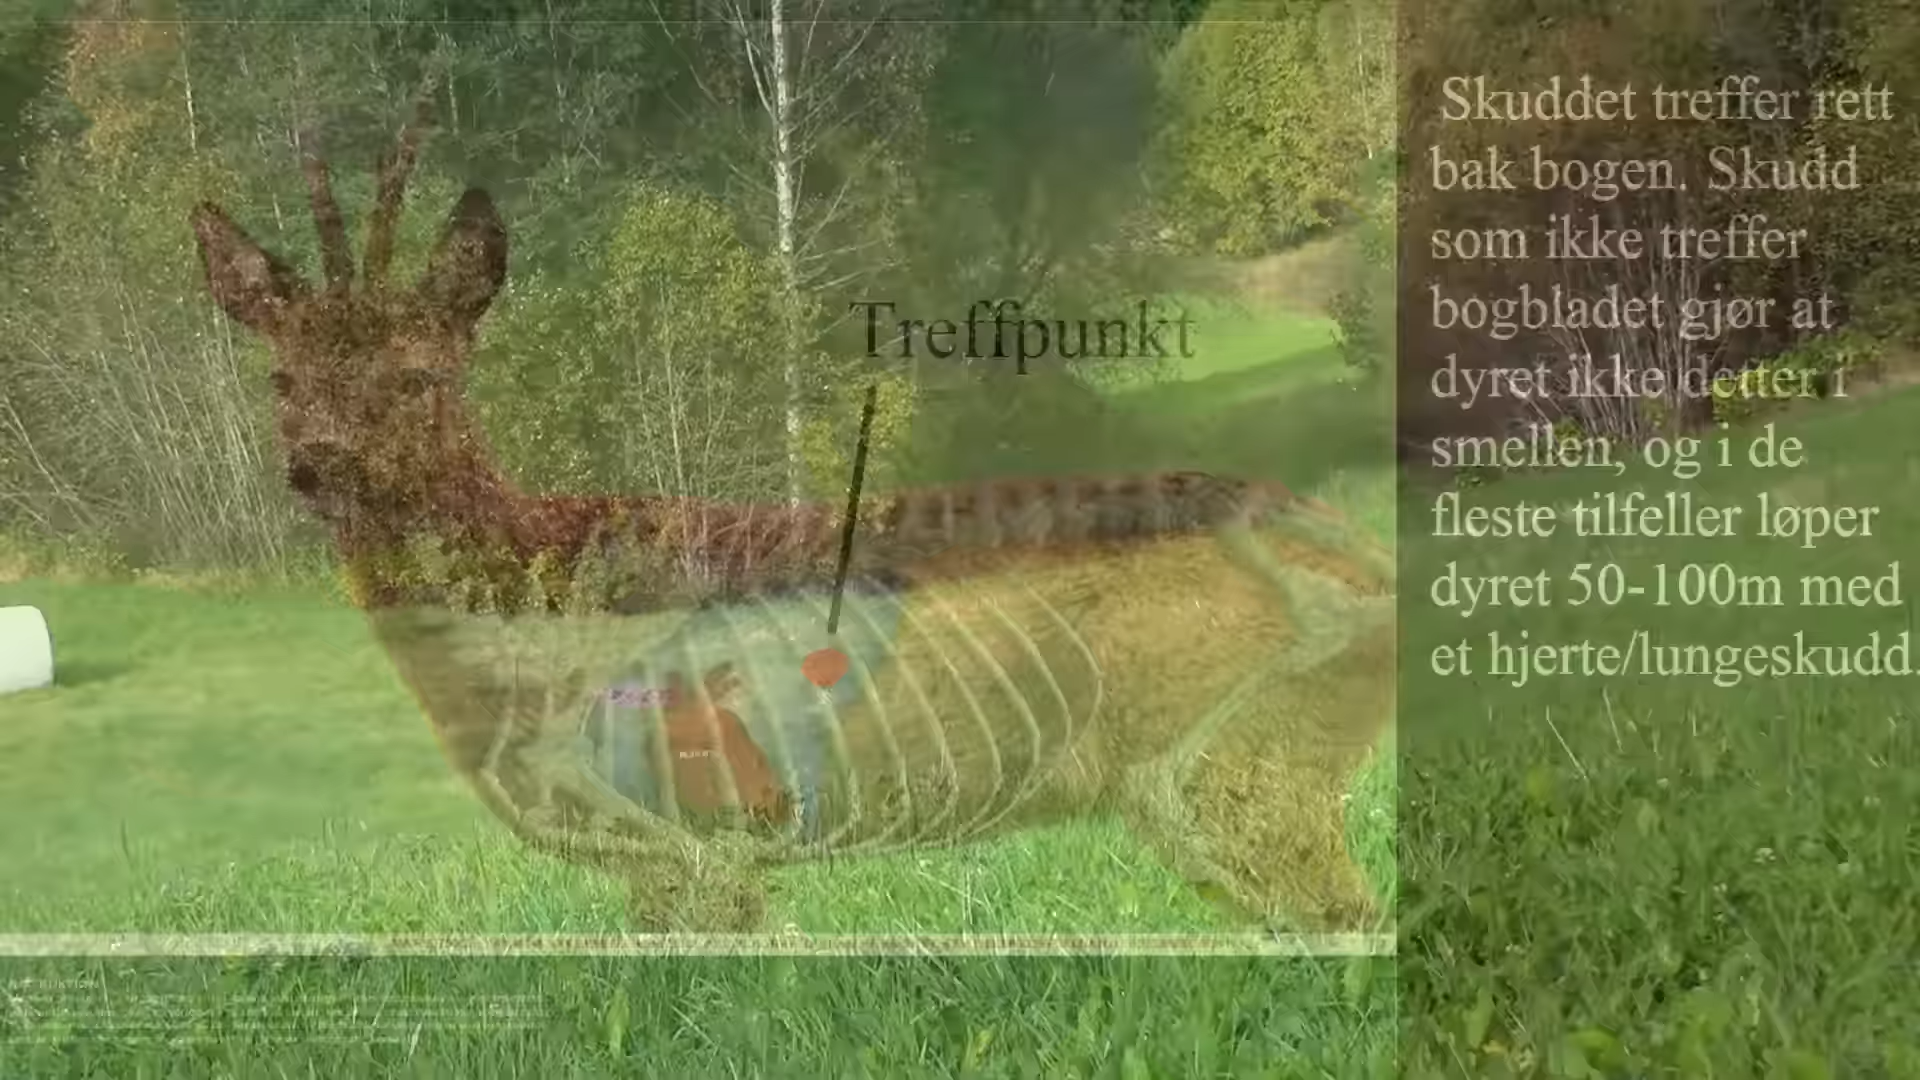 Treffpunkt
Skuddet treffer rett
bak bogen. Skudd
som ikke treffer
bogbladet gjør at
dyret ikke detter i
smellen, og i de
fleste tilfeller løper
dyret 50-100m med
et hjerte/lungeskudd.